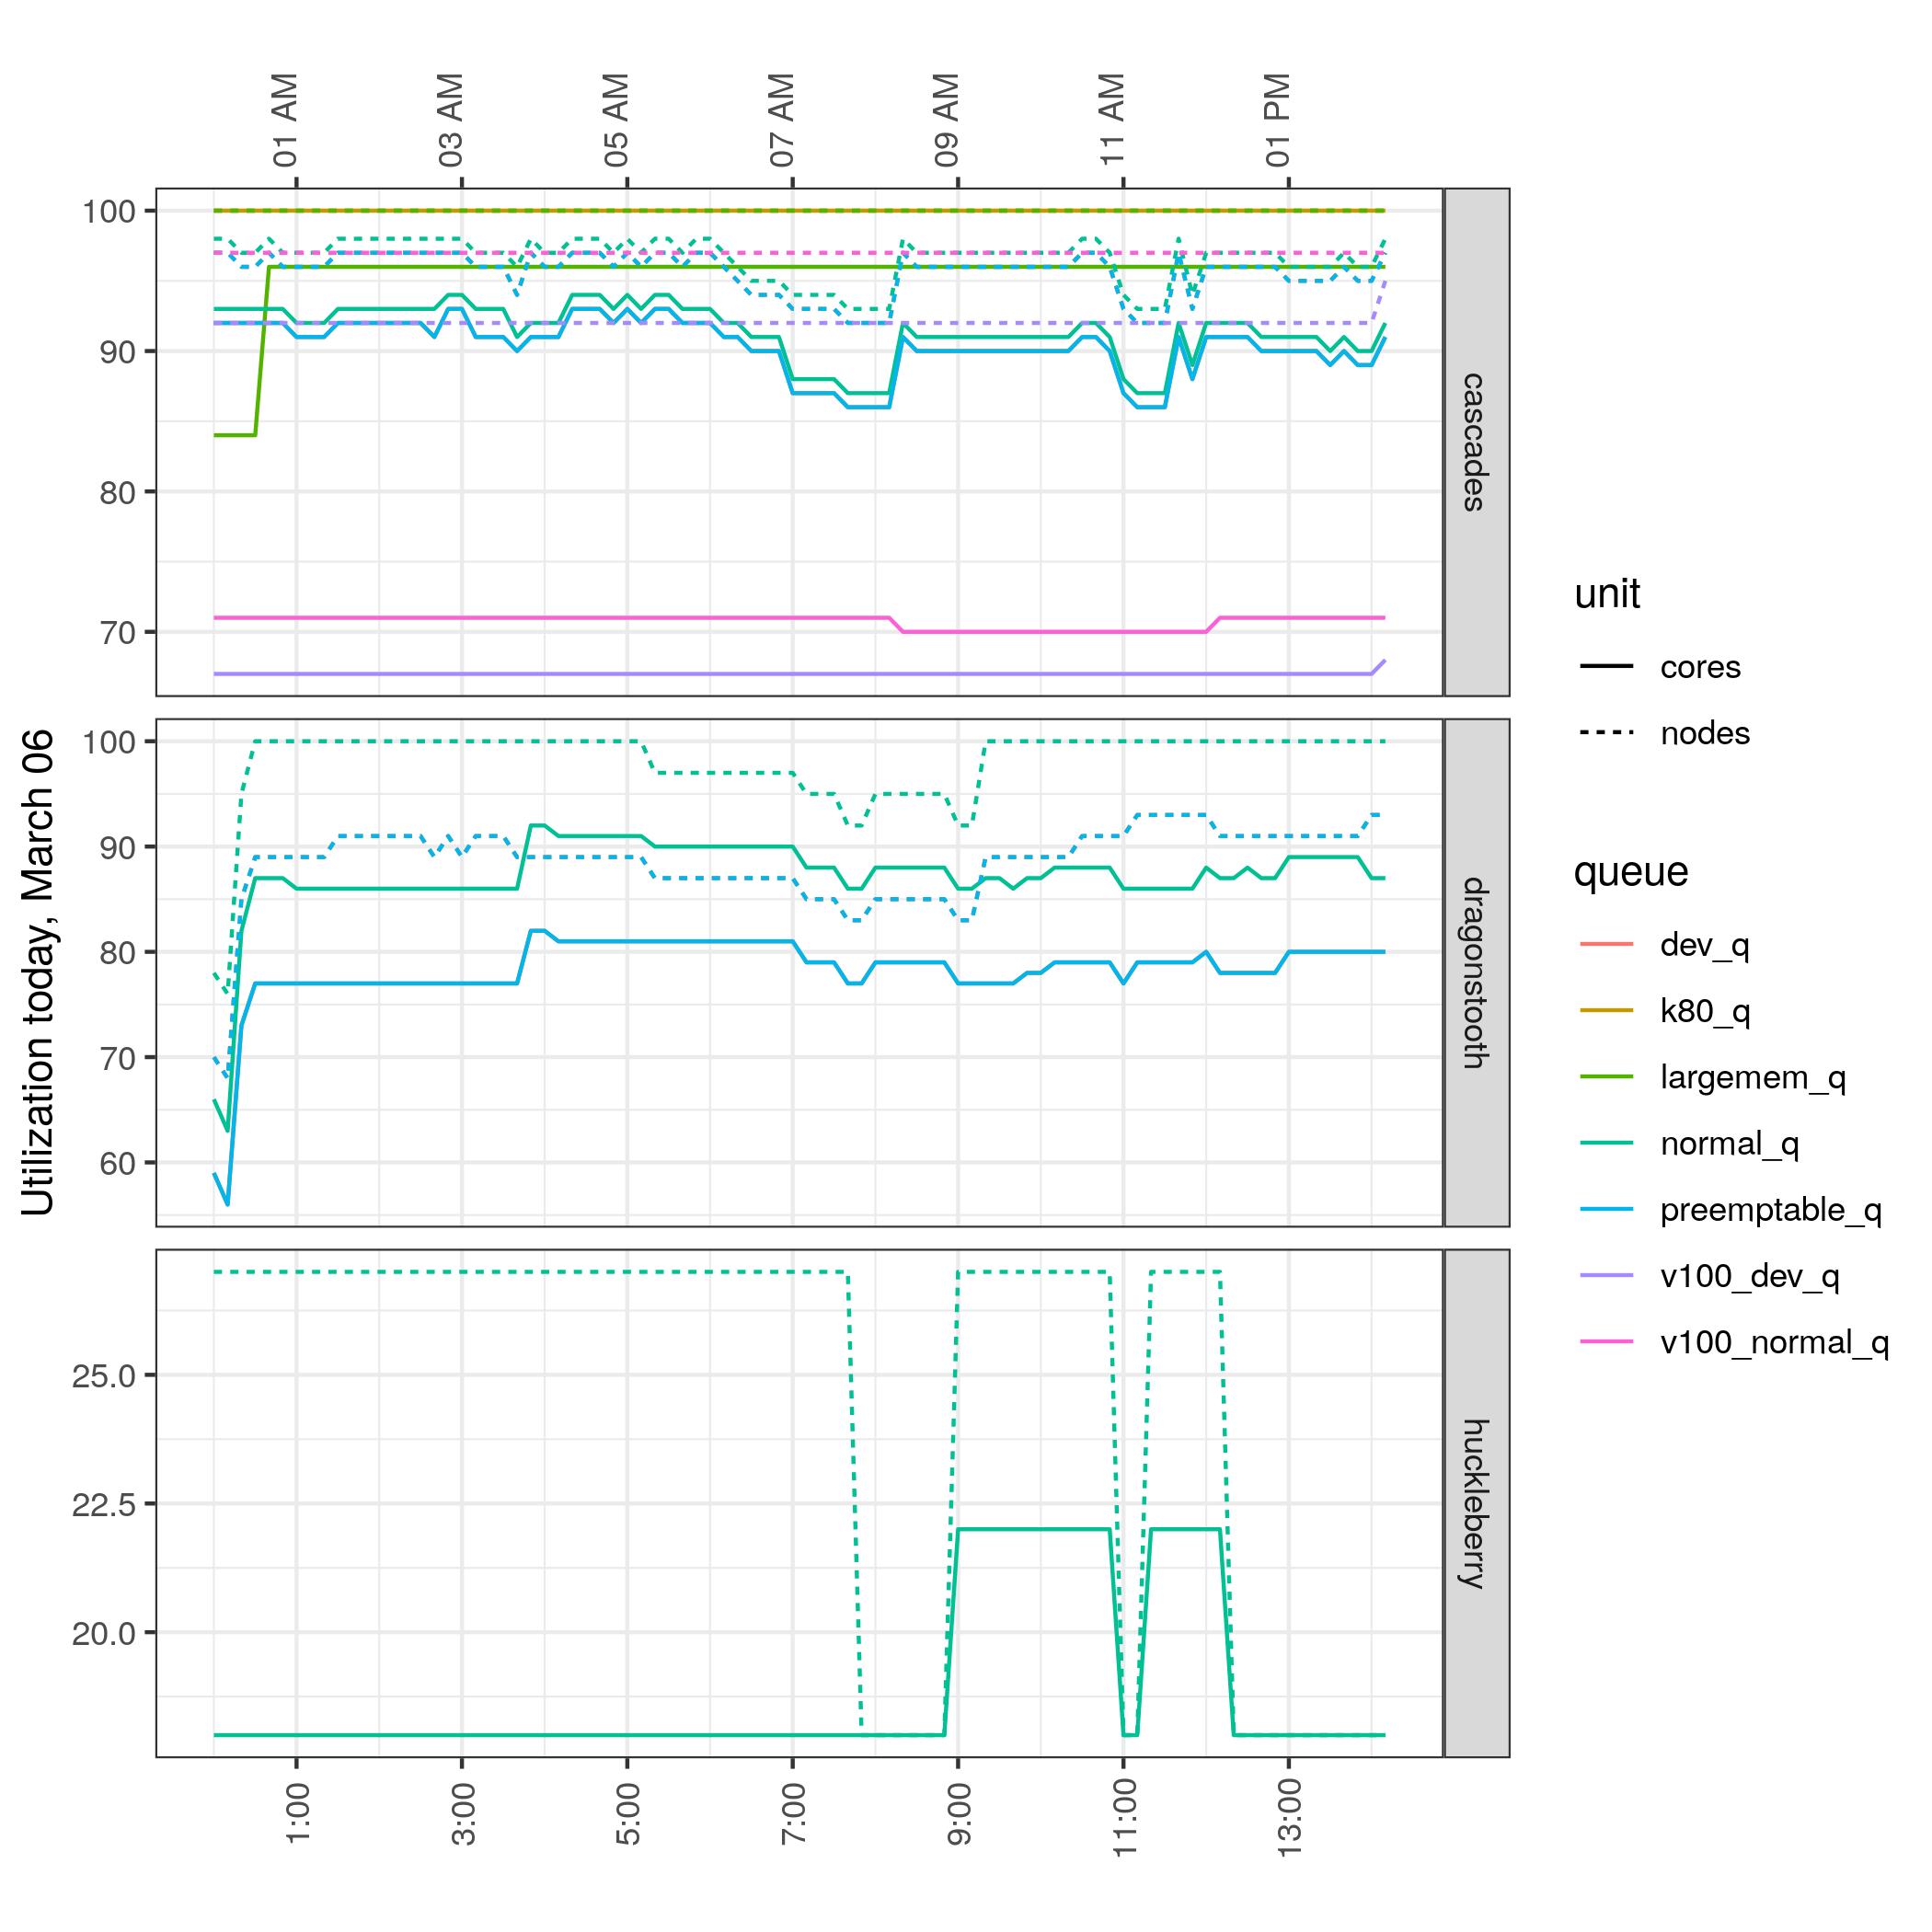 01 AM
03 AM
05 AM
07 AM
09 AM
11 AM
01 PM
Utilization today, March 06
100
90
80
70
cascades
100
90
80
70
60
dragonstooth
25.0
22.5
20.0
huckleberry
1:00
3:00
5:00
7:00
9:00
11:00
13:00
unit
cores
nodes
queue
dev_q
k80_q
largemem_q
normal_q
preemptable_q
v100_dev_q
v100_normal_q